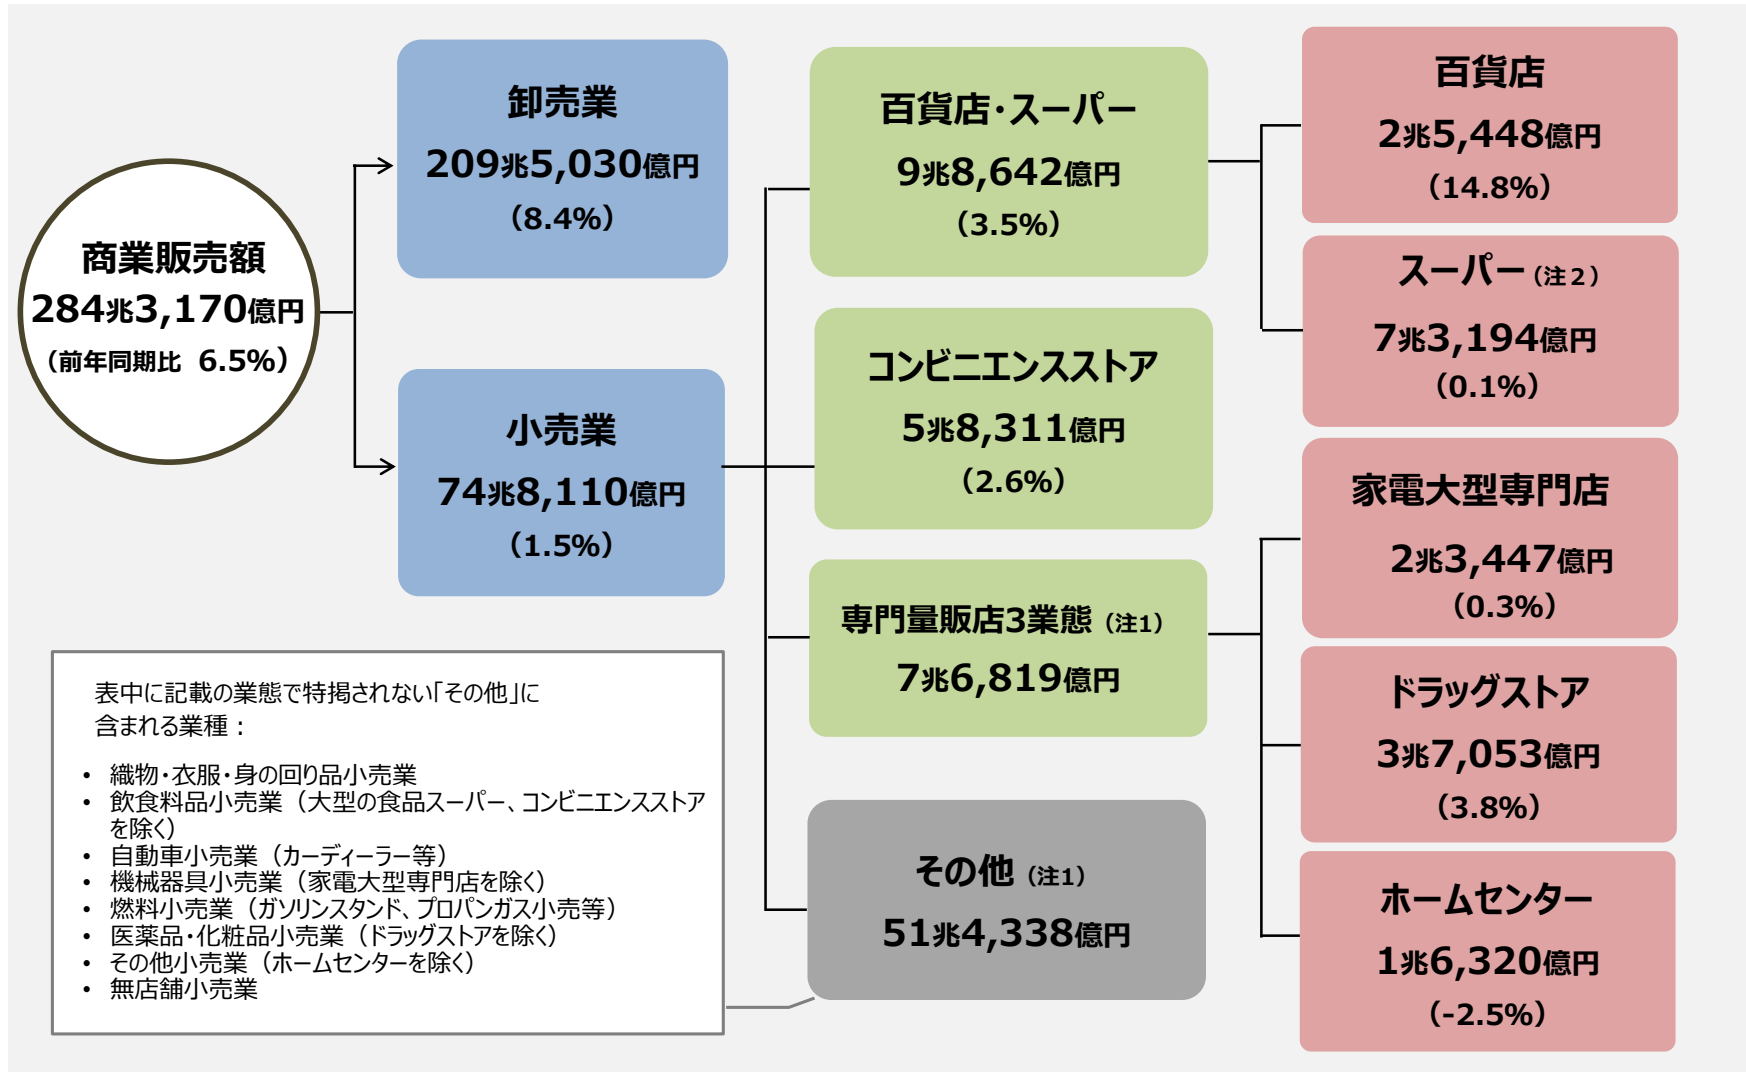 商業販売額
284兆3,170億円
（前年同期比 6.5%）
卸売業
209兆5,030億円
（8.4%）
小売業
74兆8,110億円
（1.5%）
百貨店・スーパー
9兆8,642億円
（3.5%）
コンビニエンスストア
5兆8,311億円
（2.6%）
専門量販店3業態（注1）
7兆6,819億円
その他（注1）
51兆4,338億円
百貨店
2兆5,448億円
（14.8%）
スーパー（注２）
7兆3,194億円
（0.1%）
家電大型専門店
2兆3,447億円
（0.3%）
ドラッグストア
3兆7,053億円
（3.8%）
ホームセンター
1兆6,320億円
（-2.5%）
表中に記載の業態で特掲されない「その他」に
含まれる業種：
• 織物・衣服・身の回り品小売業
• 飲食料品小売業（大型の食品スーパー、コンビニエンスストア
を除く）
• 自動車小売業（カーディーラー等）
• 機械器具小売業（家電大型専門店を除く）
• 燃料小売業（ガソリンスタンド、プロパンガス小売等）
• 医薬品・化粧品小売業（ドラッグストアを除く）
• その他小売業（ホームセンターを除く）
• 無店舗小売業